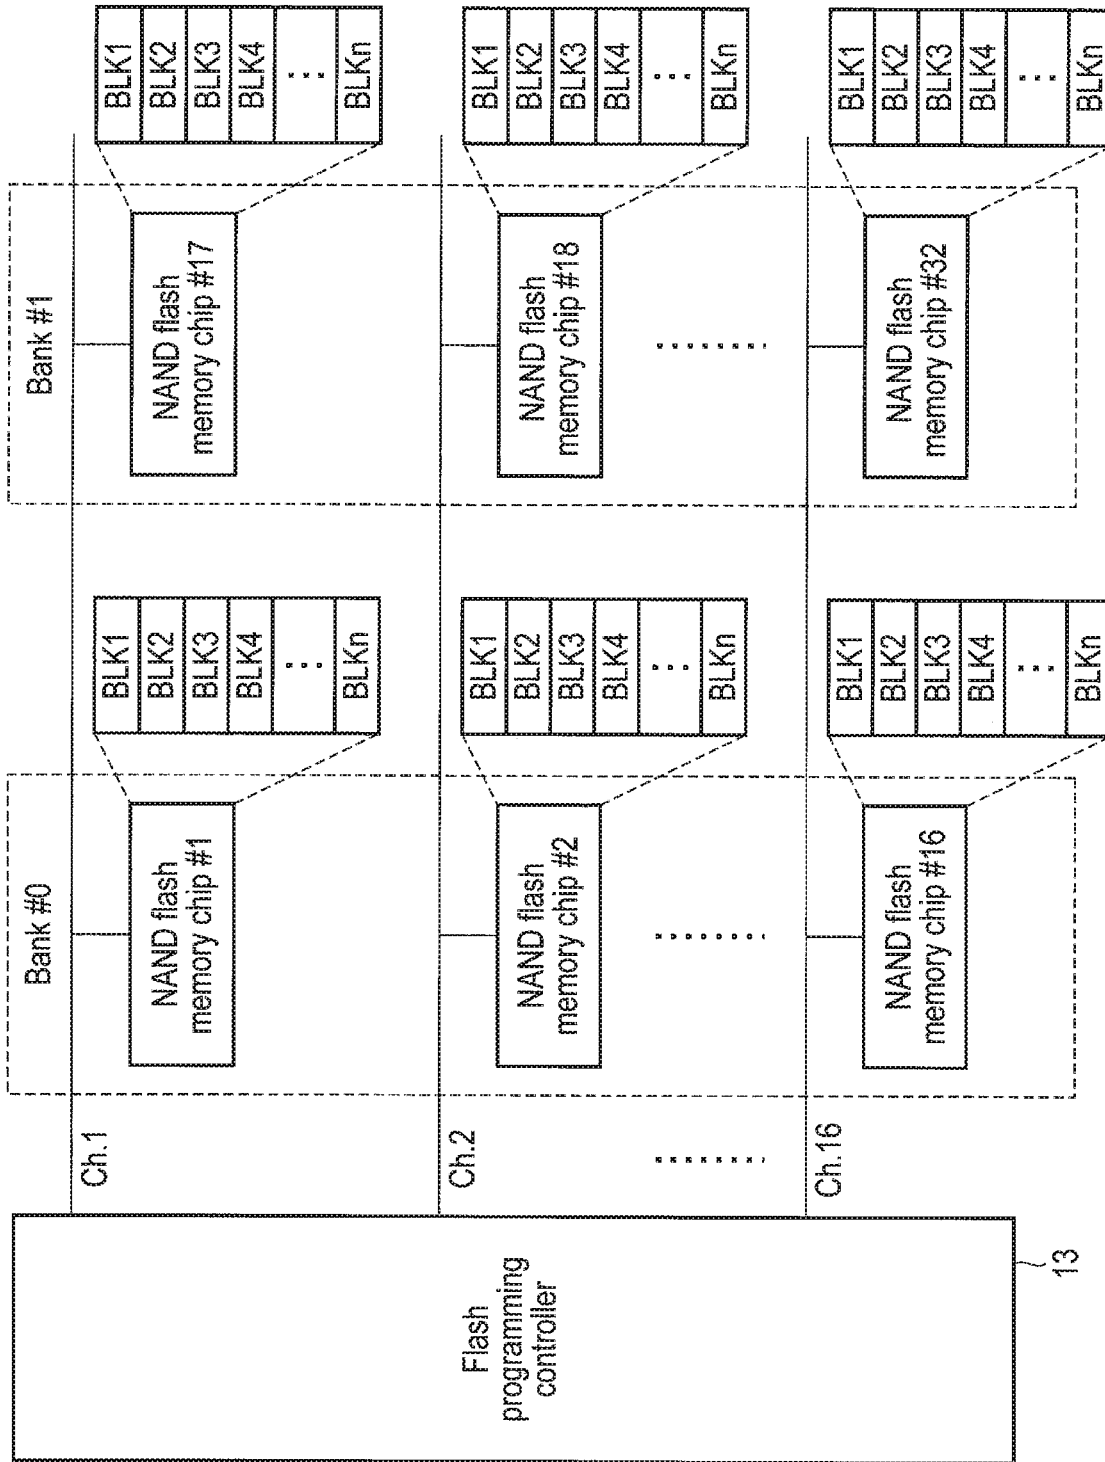 Bank #0
Bank #1
Ch.1
NAND flash
memory chip #1
BLK1
BLK2
BLK3
BLK4
BLKn
NAND flash
memory chip #17
BLK1
BLK2
BLK3
BLK4
BLKn
Flash
programming
controller
Ch.2
NAND flash
memory chip #2
BLK1
BLK2
BLK3
BLK4
BLKn
NAND flash
memory chip #18
BLK1
BLK2
BLK3
BLK4
BLKn
Ch.16
NAND flash
memory chip #16
BLK1
BLK2
BLK3
BLK4
BLKn
NAND flash
memory chip #32
BLK1
BLK2
BLK3
BLK4
BLKn
13